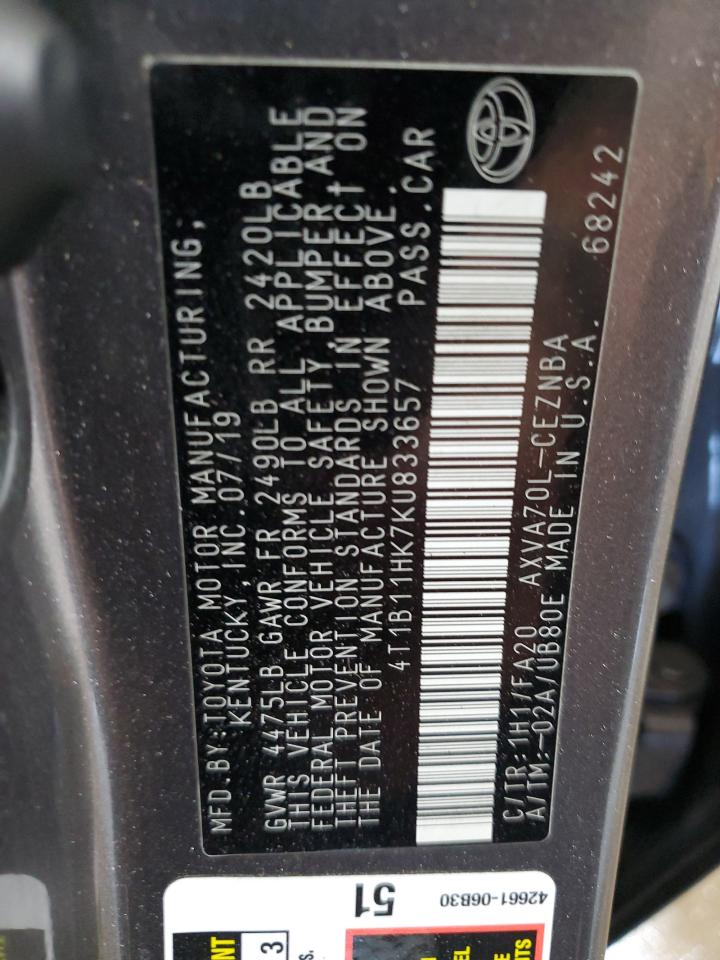 MFD.BY:TOYOTA MOTOR MANUFACTURING,
KENTUCKY, INC.07/19
GVWR 4475LB GAWR FR 2490LB RR 2420LB
THIS VEHICLE CONFORMS TO ALL APPLICABLE
FEDERAL MOTOR VEHICLE SAFETY, BUMPER AND
THEFT PREVENTION STANDARDS IN EFFECT ON
THE DATE OF MANUFACTURE SHOWN ABOVE.
4T1B11HK7KU833657 PASS.CAR
C/TR:1H1/FA20 AXVA70L-CEZNBA
A/TM:-02A/UB80E MADE IN U.S.A. 68242
51
42661-06B30
3